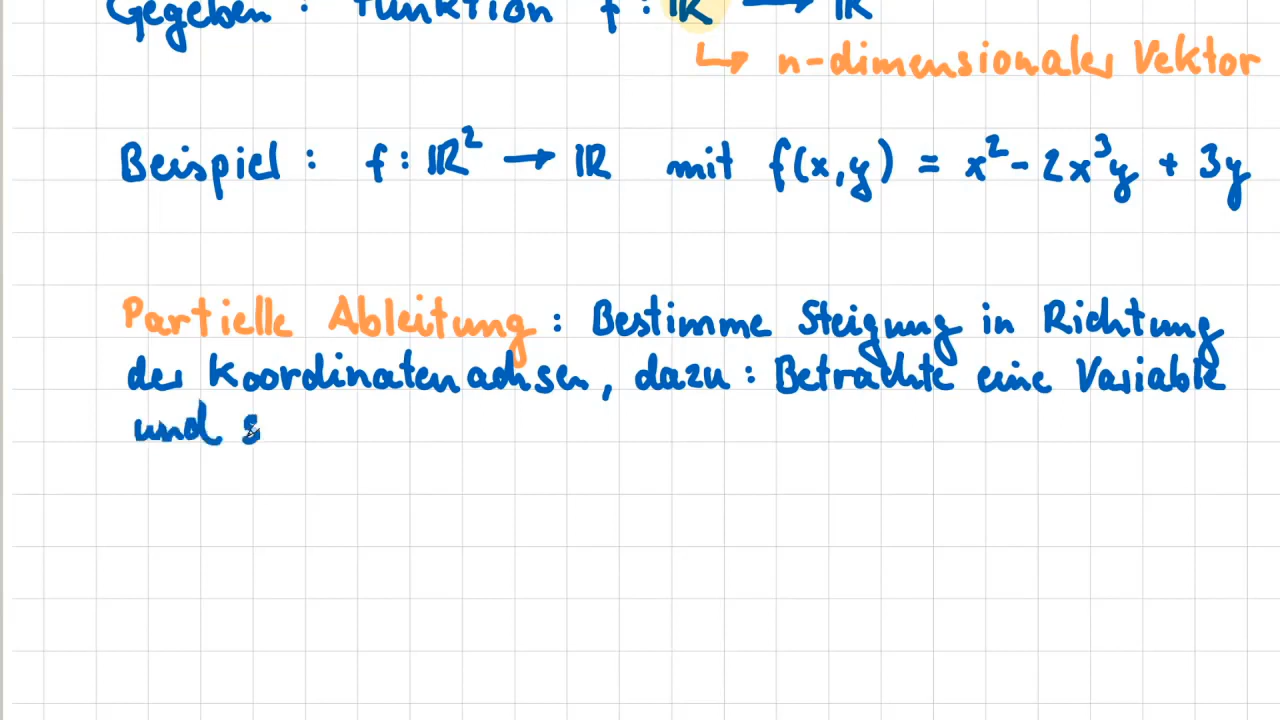 Gegeben : Funktion f : ℝ → ℝ
↳ n-dimensionaler Vektor
Beispiel : f : ℝ² → ℝ mit f(x,y) = x² - 2x³y + 3y
Partielle Ableitung : Bestimme Steigung in Richtung
der Koordinatenachsen, dazu : Betrachte eine Variable
und s